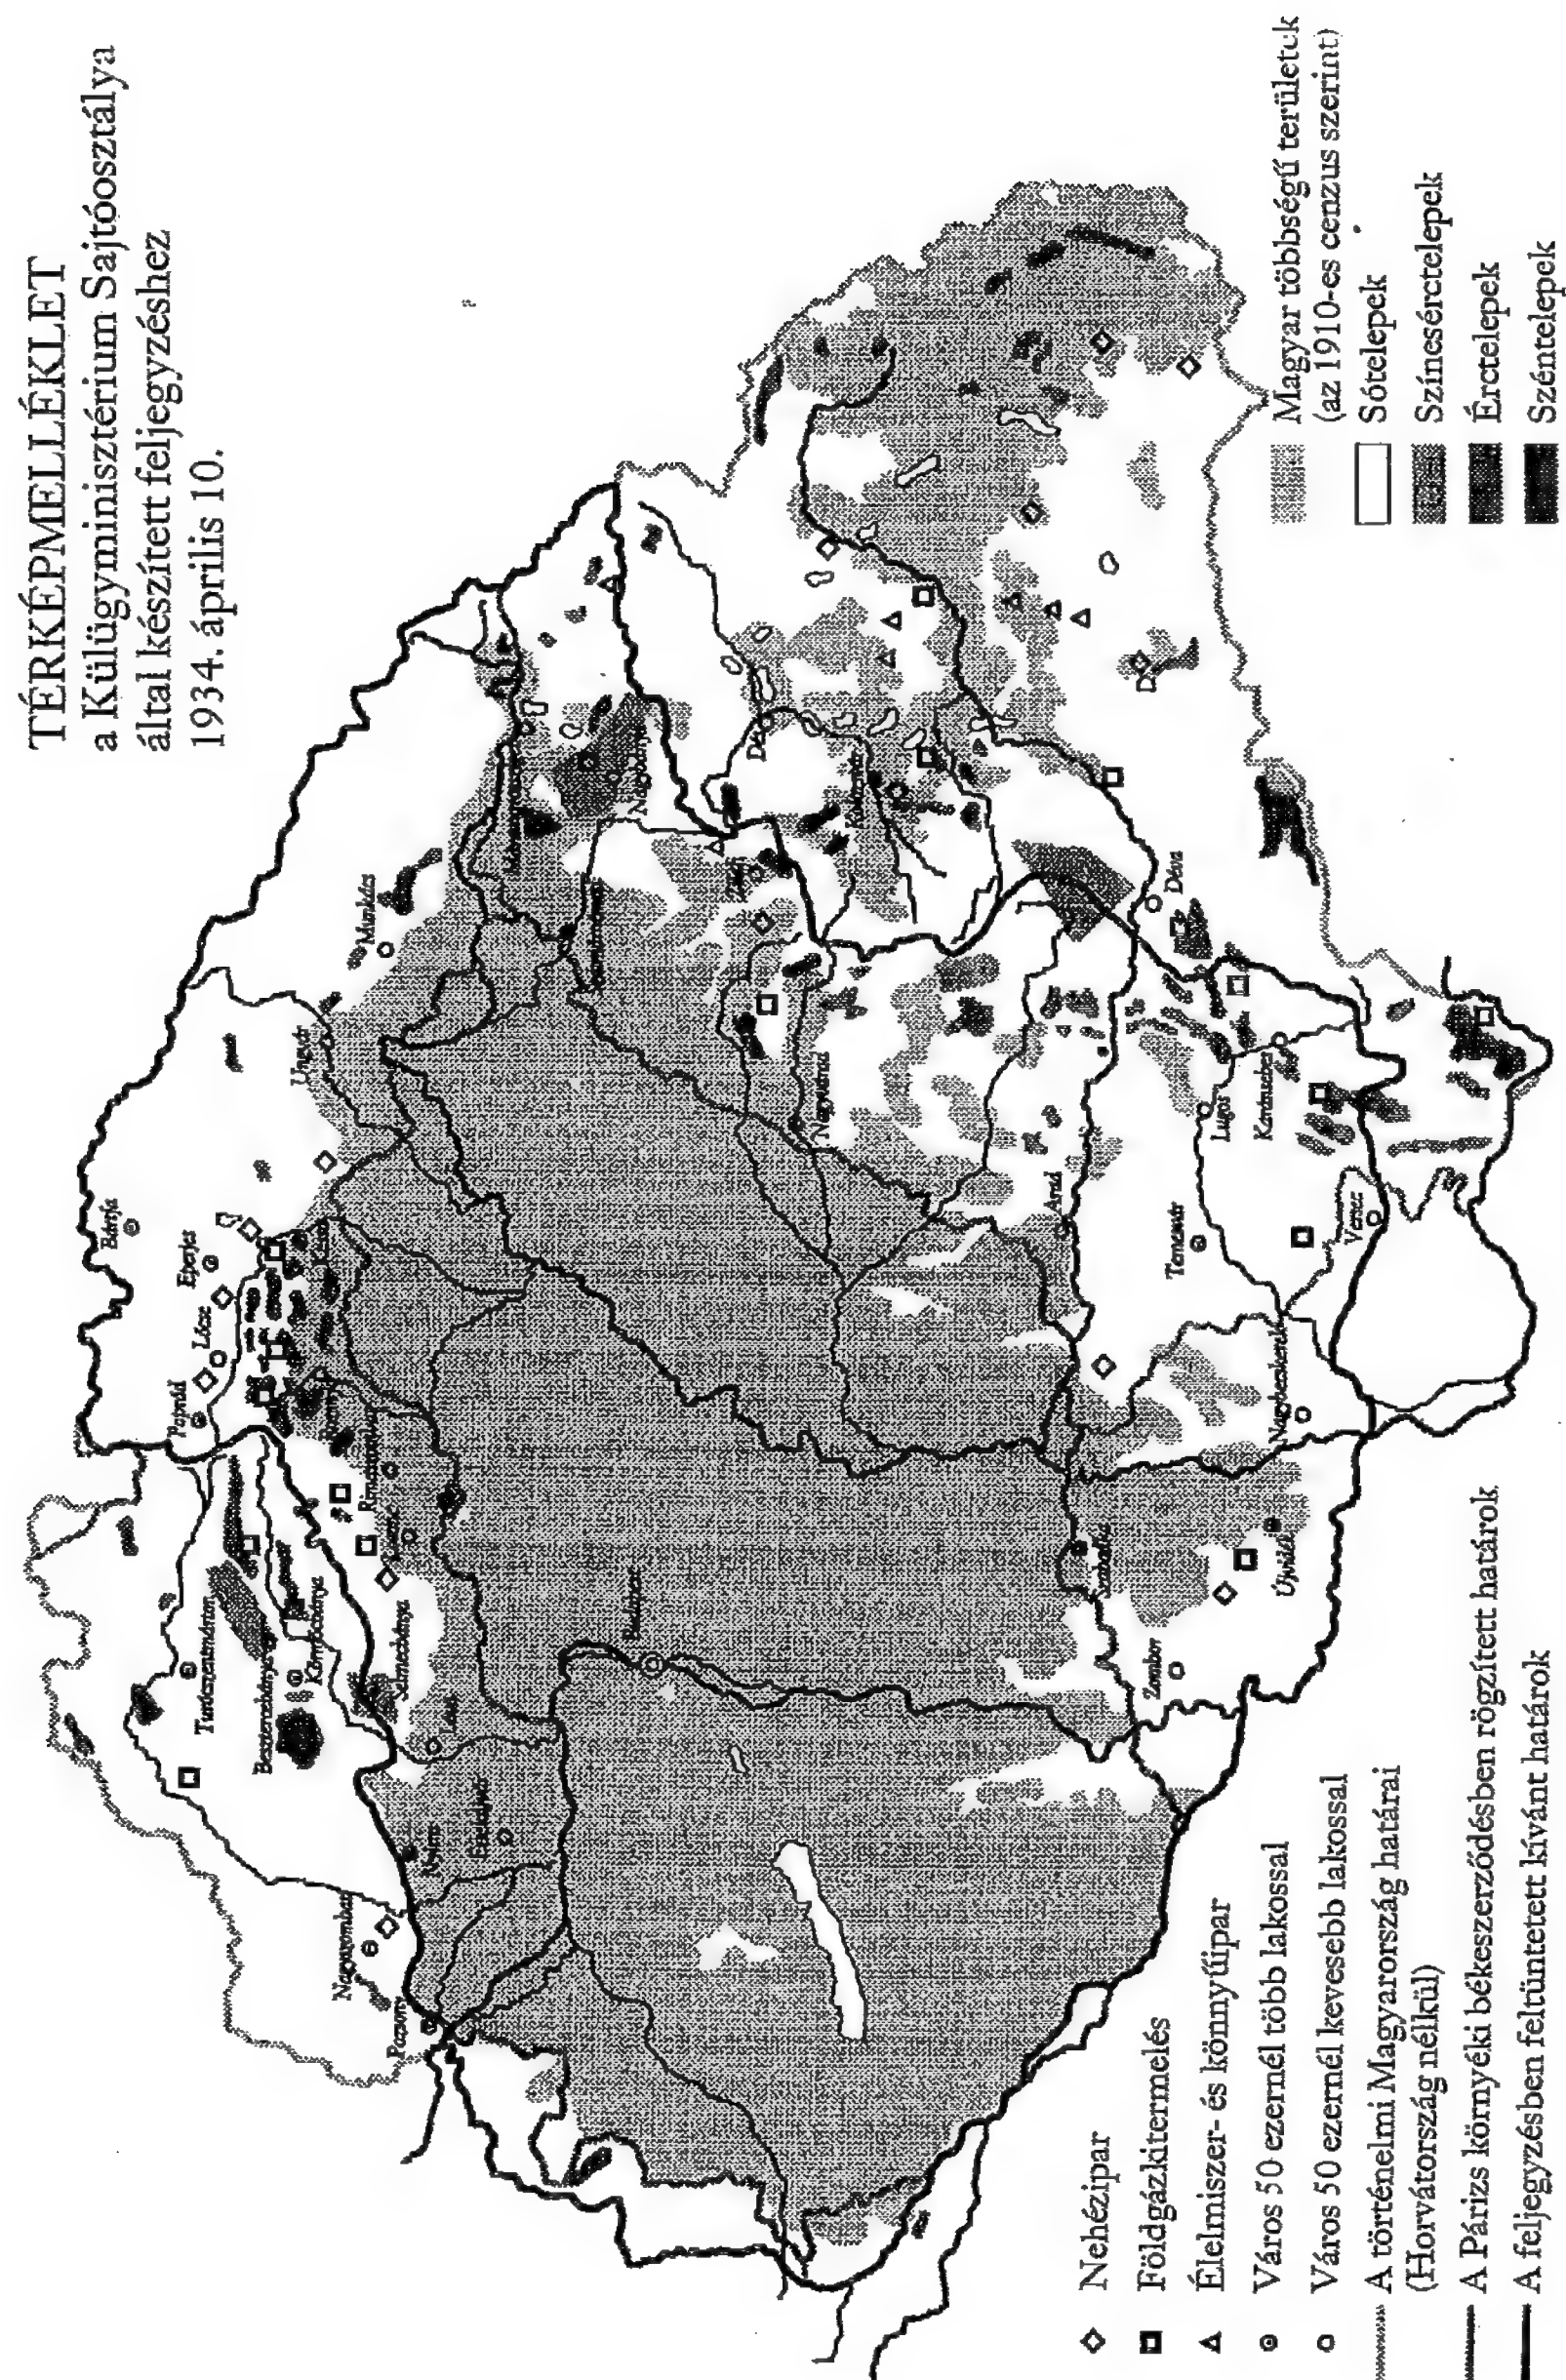 TÉRKÉPMELLÉKLET
a Külügyminisztérium Sajtóosztálya
által készített feljegyzéshez
1934. április 10.
Bártfa
Eperjes
Lőcse
Poprád
Munkács
Ungvár
Turócszentmárton
Besztercebánya
Körmöcbánya
Selmecbánya
Nagyszombat
Pozsony
Nyitra
Érsekújvár
Léva
Losonc
Rimaszombat
Kassa
Budapest
Nagybánya
Dés
Kolozsvár
Zilah
Nagyvárad
Arad
Déva
Lugos
Karánsebes
Temesvár
Versec
Nagybecskerek
Szabadka
Újvidék
Zombor
Magyar többségű területek
(az 1910-es cenzus szerint)
Sótelepek
Színesérctelepek
Érctelepek
Széntelepek
Nehézipar
Földgázkitermelés
Élelmiszer- és könnyűipar
Város 50 ezernél több lakossal
Város 50 ezernél kevesebb lakossal
A történelmi Magyarország határai
(Horvátország nélkül)
A Párizs környéki békeszerződésben rögzített határok
A feljegyzésben feltüntetett kívánt határok